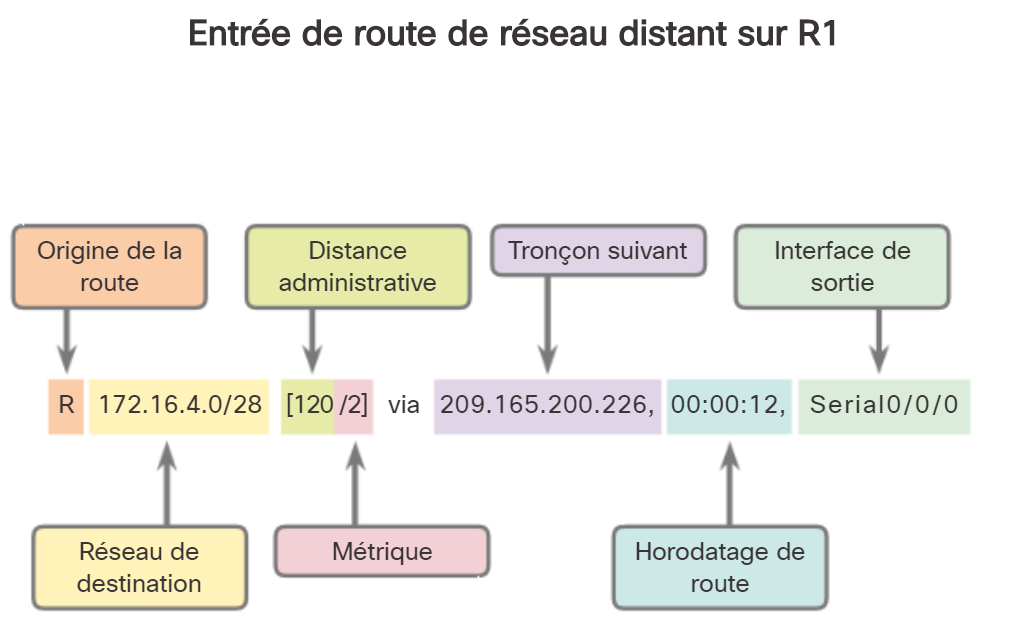 Entrée de route de réseau distant sur R1
Origine de la
route
Distance
administrative
Tronçon suivant
Interface de
sortie
R 172.16.4.0/28 [120 /2] via 209.165.200.226, 00:00:12, Serial0/0/0
Réseau de
destination
Métrique
Horodatage de
route